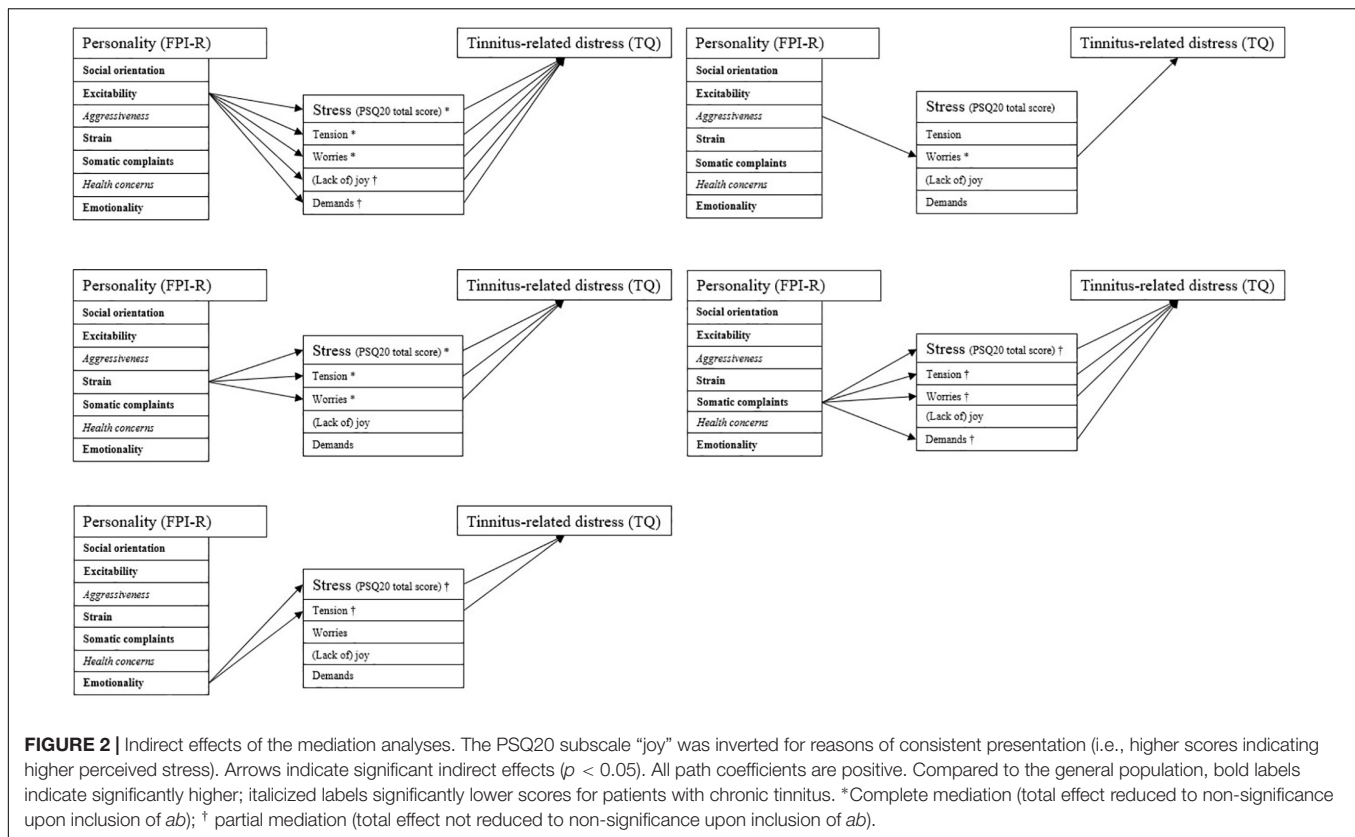 Personality (FPI-R)
Social orientation
Excitability
Aggressiveness
Strain
Somatic complaints
Health concerns
Emotionality
Stress (PSQ20 total score) *
Tension *
Worries *
(Lack of) joy †
Demands †
Tinnitus-related distress (TQ)
Personality (FPI-R)
Social orientation
Excitability
Aggressiveness
Strain
Somatic complaints
Health concerns
Emotionality
Stress (PSQ20 total score)
Tension
Worries *
(Lack of) joy
Demands
Tinnitus-related distress (TQ)
Personality (FPI-R)
Social orientation
Excitability
Aggressiveness
Strain
Somatic complaints
Health concerns
Emotionality
Stress (PSQ20 total score) *
Tension *
Worries *
(Lack of) joy
Demands
Tinnitus-related distress (TQ)
Personality (FPI-R)
Social orientation
Excitability
Aggressiveness
Strain
Somatic complaints
Health concerns
Emotionality
Stress (PSQ20 total score) †
Tension †
Worries †
(Lack of) joy
Demands †
Tinnitus-related distress (TQ)
Personality (FPI-R)
Social orientation
Excitability
Aggressiveness
Strain
Somatic complaints
Health concerns
Emotionality
Stress (PSQ20 total score) †
Tension †
Worries
(Lack of) joy
Demands
Tinnitus-related distress (TQ)
FIGURE 2 | Indirect effects of the mediation analyses. The PSQ20 subscale “joy” was inverted for reasons of consistent presentation (i.e., higher scores indicating
higher perceived stress). Arrows indicate significant indirect effects (p < 0.05). All path coefficients are positive. Compared to the general population, bold labels
indicate significantly higher; italicized labels significantly lower scores for patients with chronic tinnitus. *Complete mediation (total effect reduced to non-significance
upon inclusion of ab); † partial mediation (total effect not reduced to non-significance upon inclusion of ab).